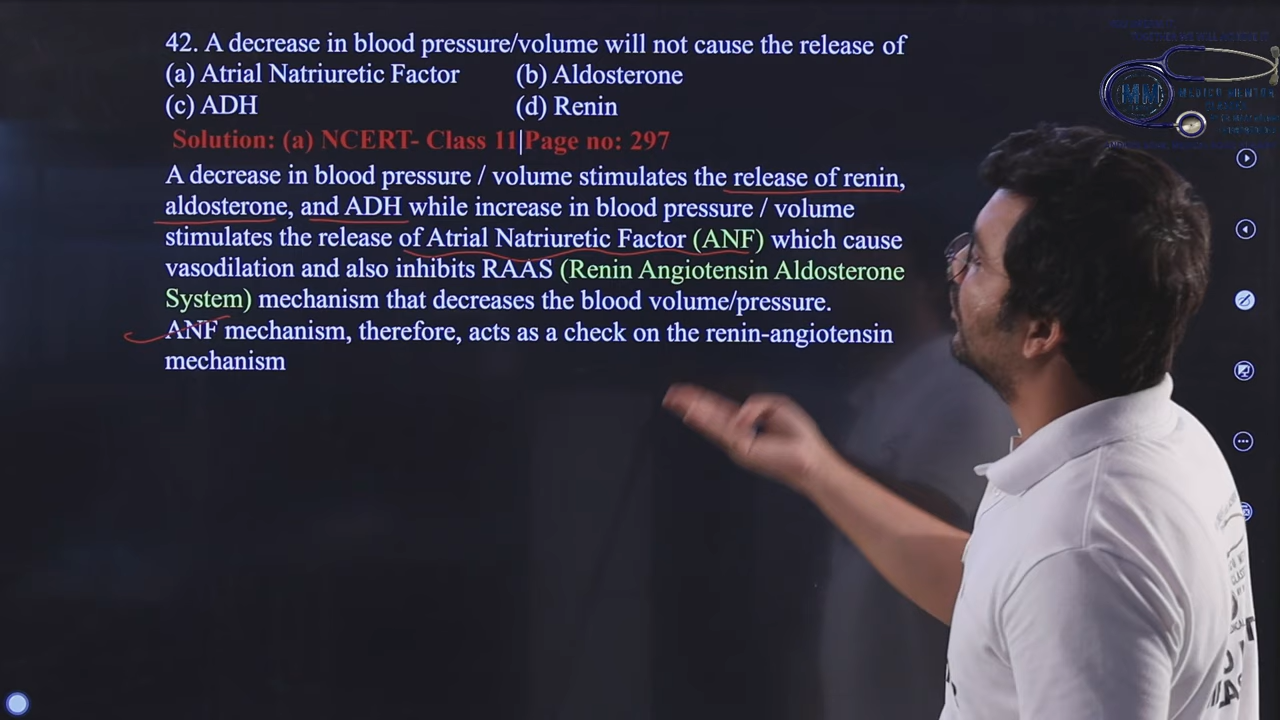 42. A decrease in blood pressure/volume will not cause the release of
(a) Atrial Natriuretic Factor (b) Aldosterone
(c) ADH (d) Renin
Solution: (a) NCERT- Class 11|Page no: 297
A decrease in blood pressure / volume stimulates the release of renin,
aldosterone, and ADH while increase in blood pressure / volume
stimulates the release of Atrial Natriuretic Factor (ANF) which cause
vasodilation and also inhibits RAAS (Renin Angiotensin Aldosterone
System) mechanism that decreases the blood volume/pressure.
ANF mechanism, therefore, acts as a check on the renin-angiotensin
mechanism